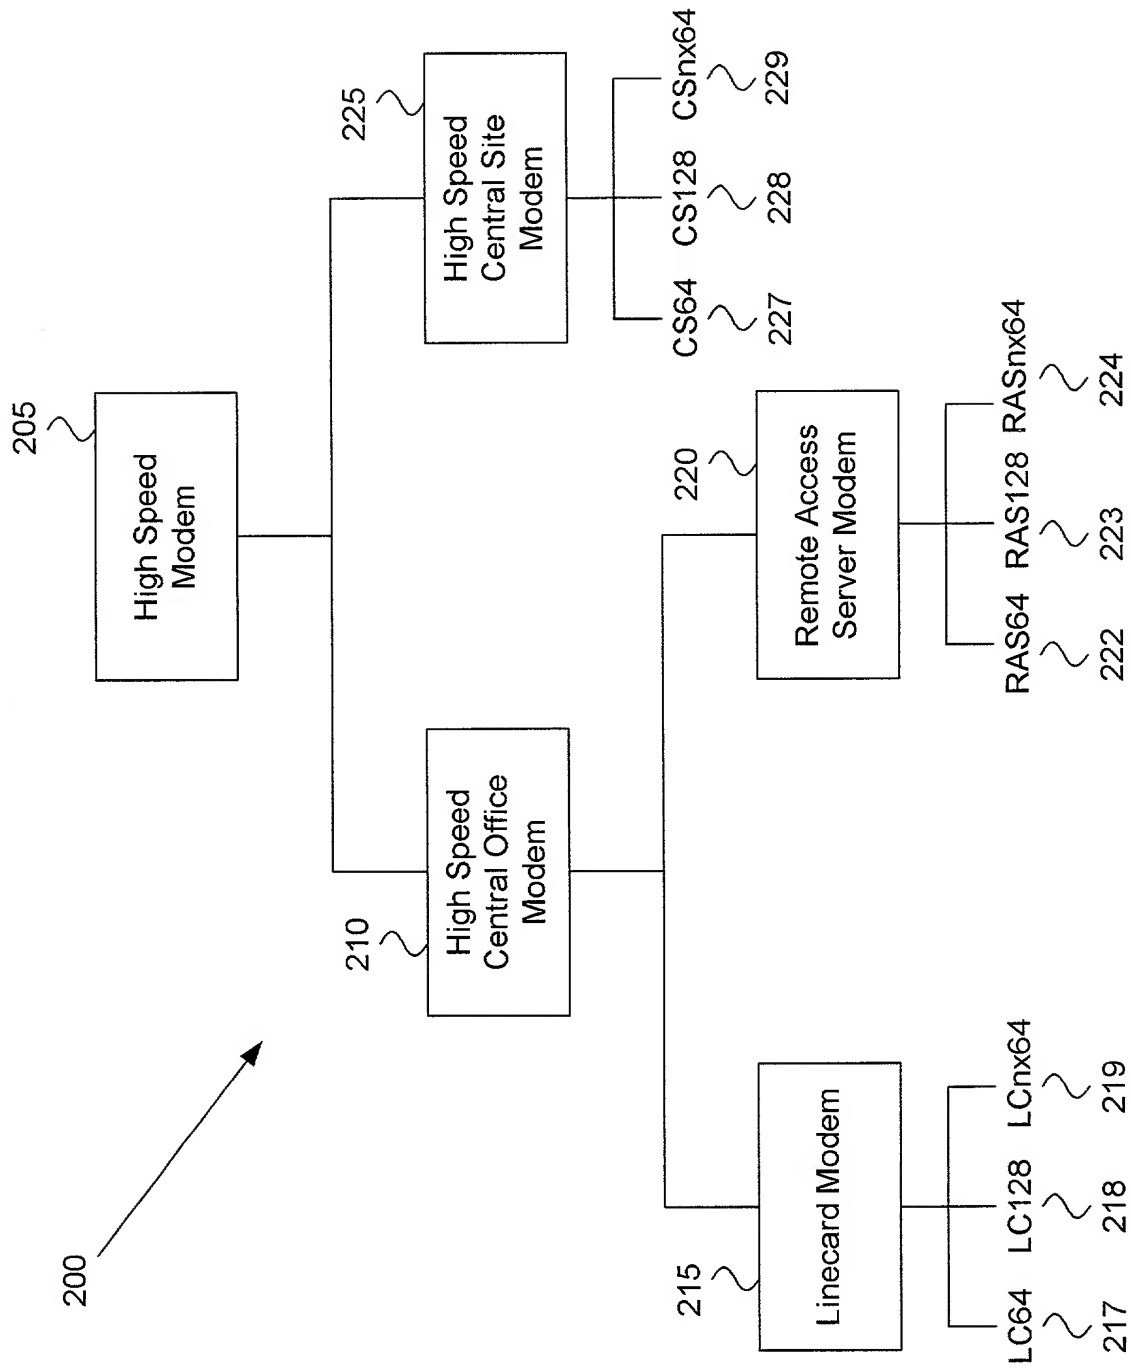 200
205
High Speed
Modem
210
High Speed
Central Office
Modem
225
High Speed
Central Site
Modem
CS64
CS128
CSnx64
227
228
229
215
Linecard Modem
220
Remote Access
Server Modem
LC64
LC128
LCnx64
217
218
219
RAS64
RAS128
RASnx64
222
223
224